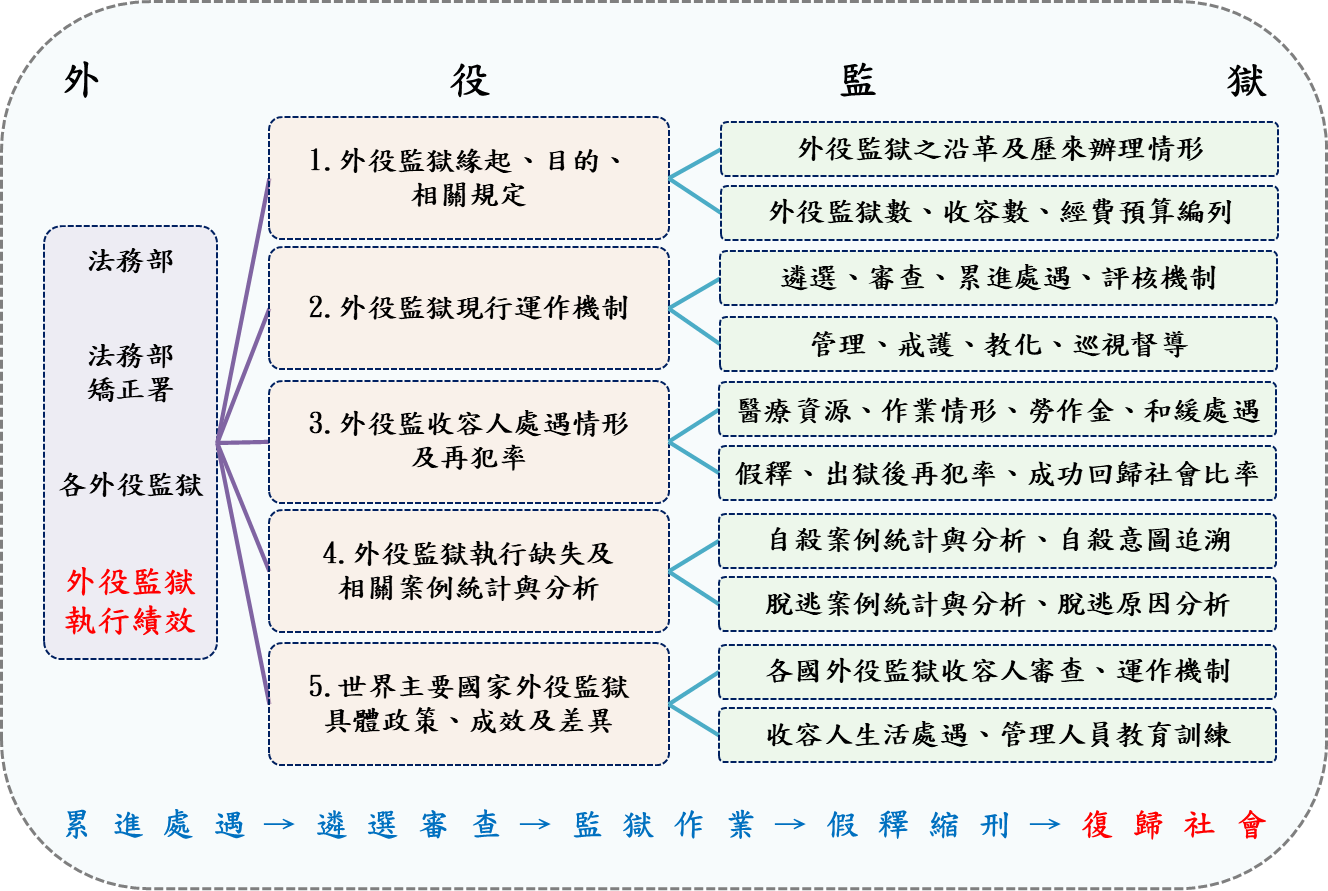 外役監獄
法務部
法務部
矯正署
各外役監獄
外役監獄
執行績效
1.外役監獄緣起、目的、
相關規定
外役監獄之沿革及歷來辦理情形
外役監獄數、收容數、經費預算編列
2.外役監獄現行運作機制
遴選、審查、累進處遇、評核機制
管理、戒護、教化、巡視督導
3.外役監收容人處遇情形
及再犯率
醫療資源、作業情形、勞作金、和緩處遇
假釋、出獄後再犯率、成功回歸社會比率
4.外役監獄執行缺失及
相關案例統計與分析
自殺案例統計與分析、自殺意圖追溯
脫逃案例統計與分析、脫逃原因分析
5.世界主要國家外役監獄
具體政策、成效及差異
各國外役監獄收容人審查、運作機制
收容人生活處遇、管理人員教育訓練
累進處遇→遴選審查→監獄作業→假釋縮刑→復歸社會